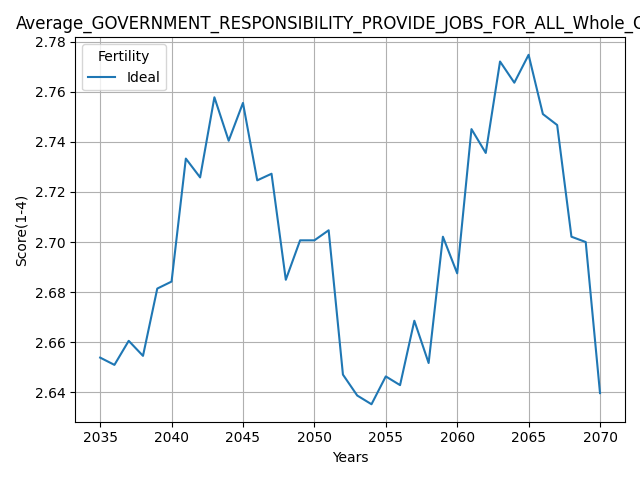 Average_GOVERNMENT_RESPONSIBILITY_PROVIDE_JOBS_FOR_ALL_Whole_
Fertility
Ideal
Score(1-4)
2.78
2.76
2.74
2.72
2.70
2.68
2.66
2.64
2035 2040 2045 2050 2055 2060 2065 2070
Years